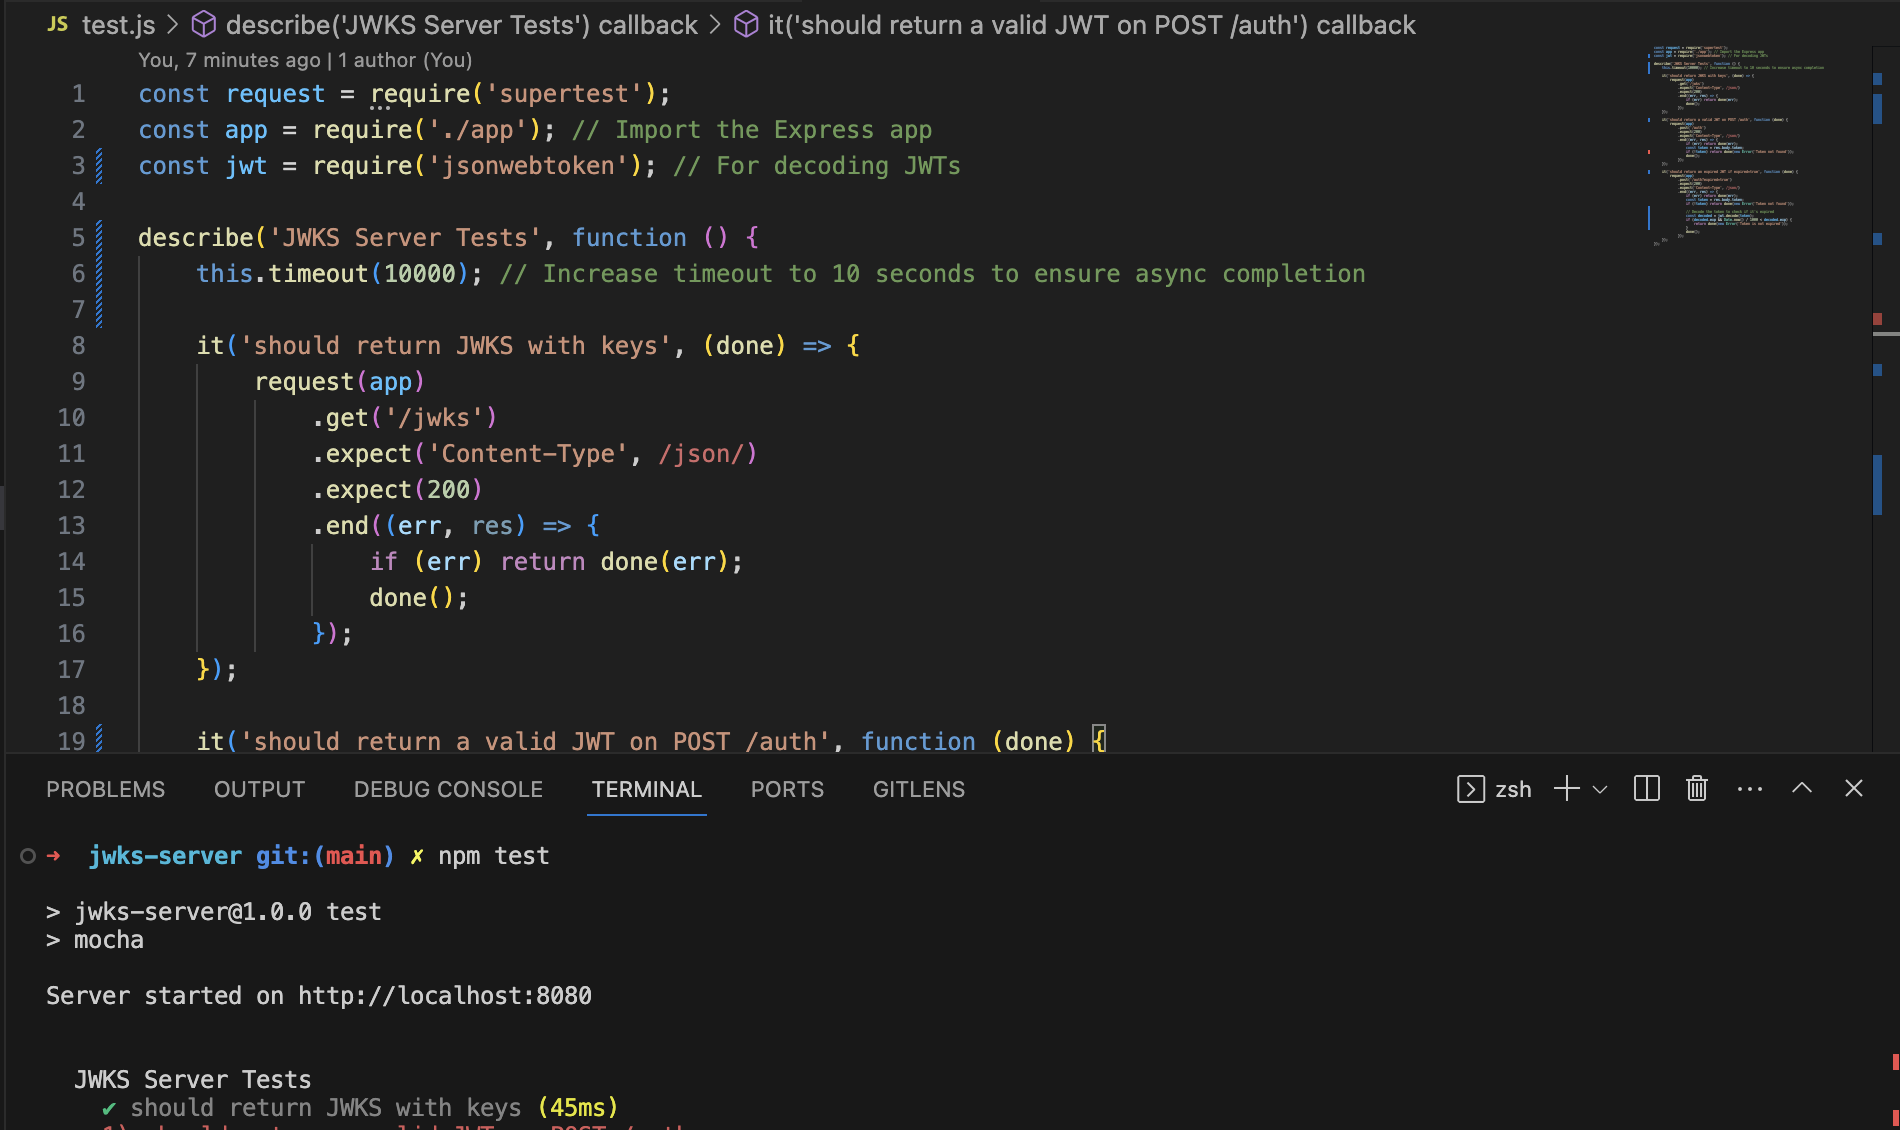 JS test.js > describe('JWKS Server Tests') callback > it('should return a valid JWT on POST /auth') callback
You, 7 minutes ago | 1 author (You)
1 const request = require('supertest');
2 const app = require('./app'); // Import the Express app
3 const jwt = require('jsonwebtoken'); // For decoding JWTs
4
5 describe('JWKS Server Tests', function () {
6 this.timeout(10000); // Increase timeout to 10 seconds to ensure async completion
7
8 it('should return JWKS with keys', (done) => {
9 request(app)
10 .get('/jwks')
11 .expect('Content-Type', /json/)
12 .expect(200)
13 .end((err, res) => {
14 if (err) return done(err);
15 done();
16 });
17 });
18
19 it('should return a valid JWT on POST /auth', function (done) {
PROBLEMS OUTPUT DEBUG CONSOLE TERMINAL PORTS GITLENS zsh
➜ jwks-server git:(main) ✗ npm test
> jwks-server@1.0.0 test
> mocha
Server started on http://localhost:8080
JWKS Server Tests
✔ should return JWKS with keys (45ms)